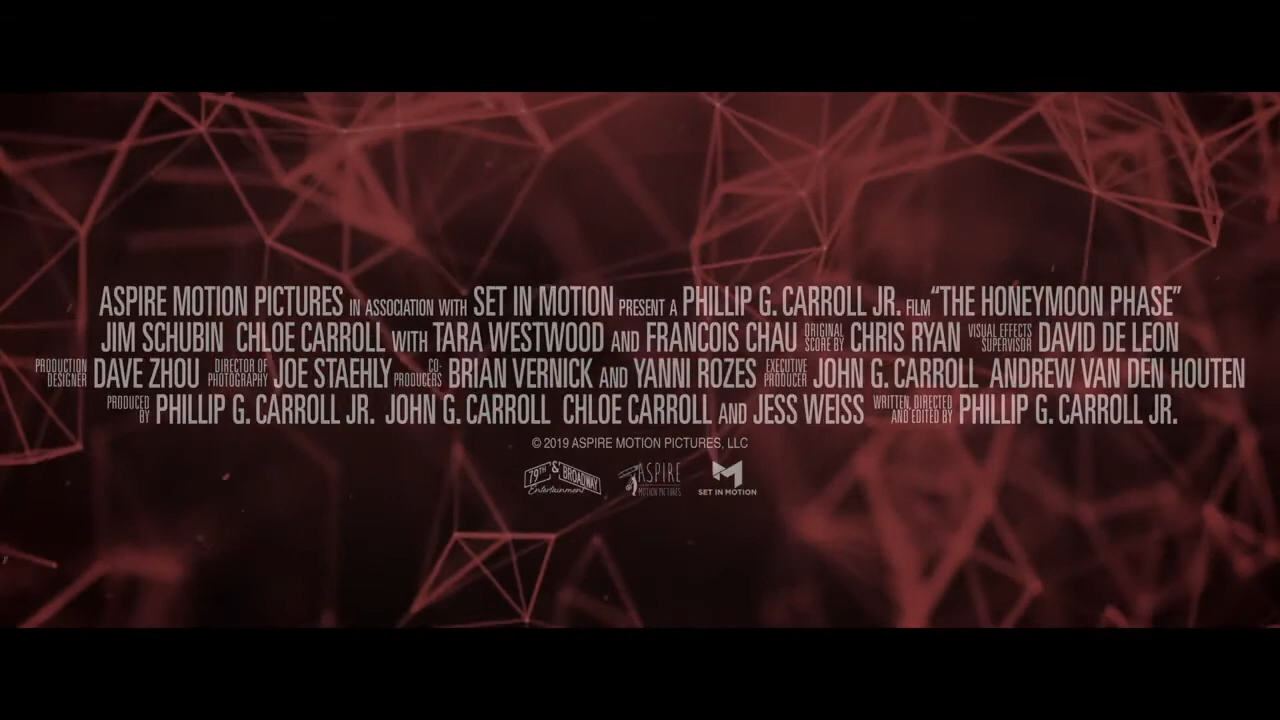 ASPIRE MOTION PICTURES IN ASSOCIATION WITH SET IN MOTION PRESENT A PHILLIP G. CARROLL JR. FILM “THE HONEYMOON PHASE”
JIM SCHUBIN CHLOE CARROLL WITH TARA WESTWOOD AND FRANCOIS CHAU ORIGINAL SCORE BY CHRIS RYAN VISUAL EFFECTS SUPERVISOR DAVID DE LEON
PRODUCTION DESIGNER DAVE ZHOU DIRECTOR OF PHOTOGRAPHY JOE STAEHLY CO-PRODUCERS BRIAN VERNICK AND YANNI ROZES EXECUTIVE PRODUCER JOHN G. CARROLL ANDREW VAN DEN HOUTEN
PRODUCED BY PHILLIP G. CARROLL JR. JOHN G. CARROLL CHLOE CARROLL AND JESS WEISS WRITTEN, DIRECTED AND EDITED BY PHILLIP G. CARROLL JR.
© 2019 ASPIRE MOTION PICTURES, LLC
79TH & BROADWAY Entertainment ASPIRE MOTION PICTURES SET IN MOTION